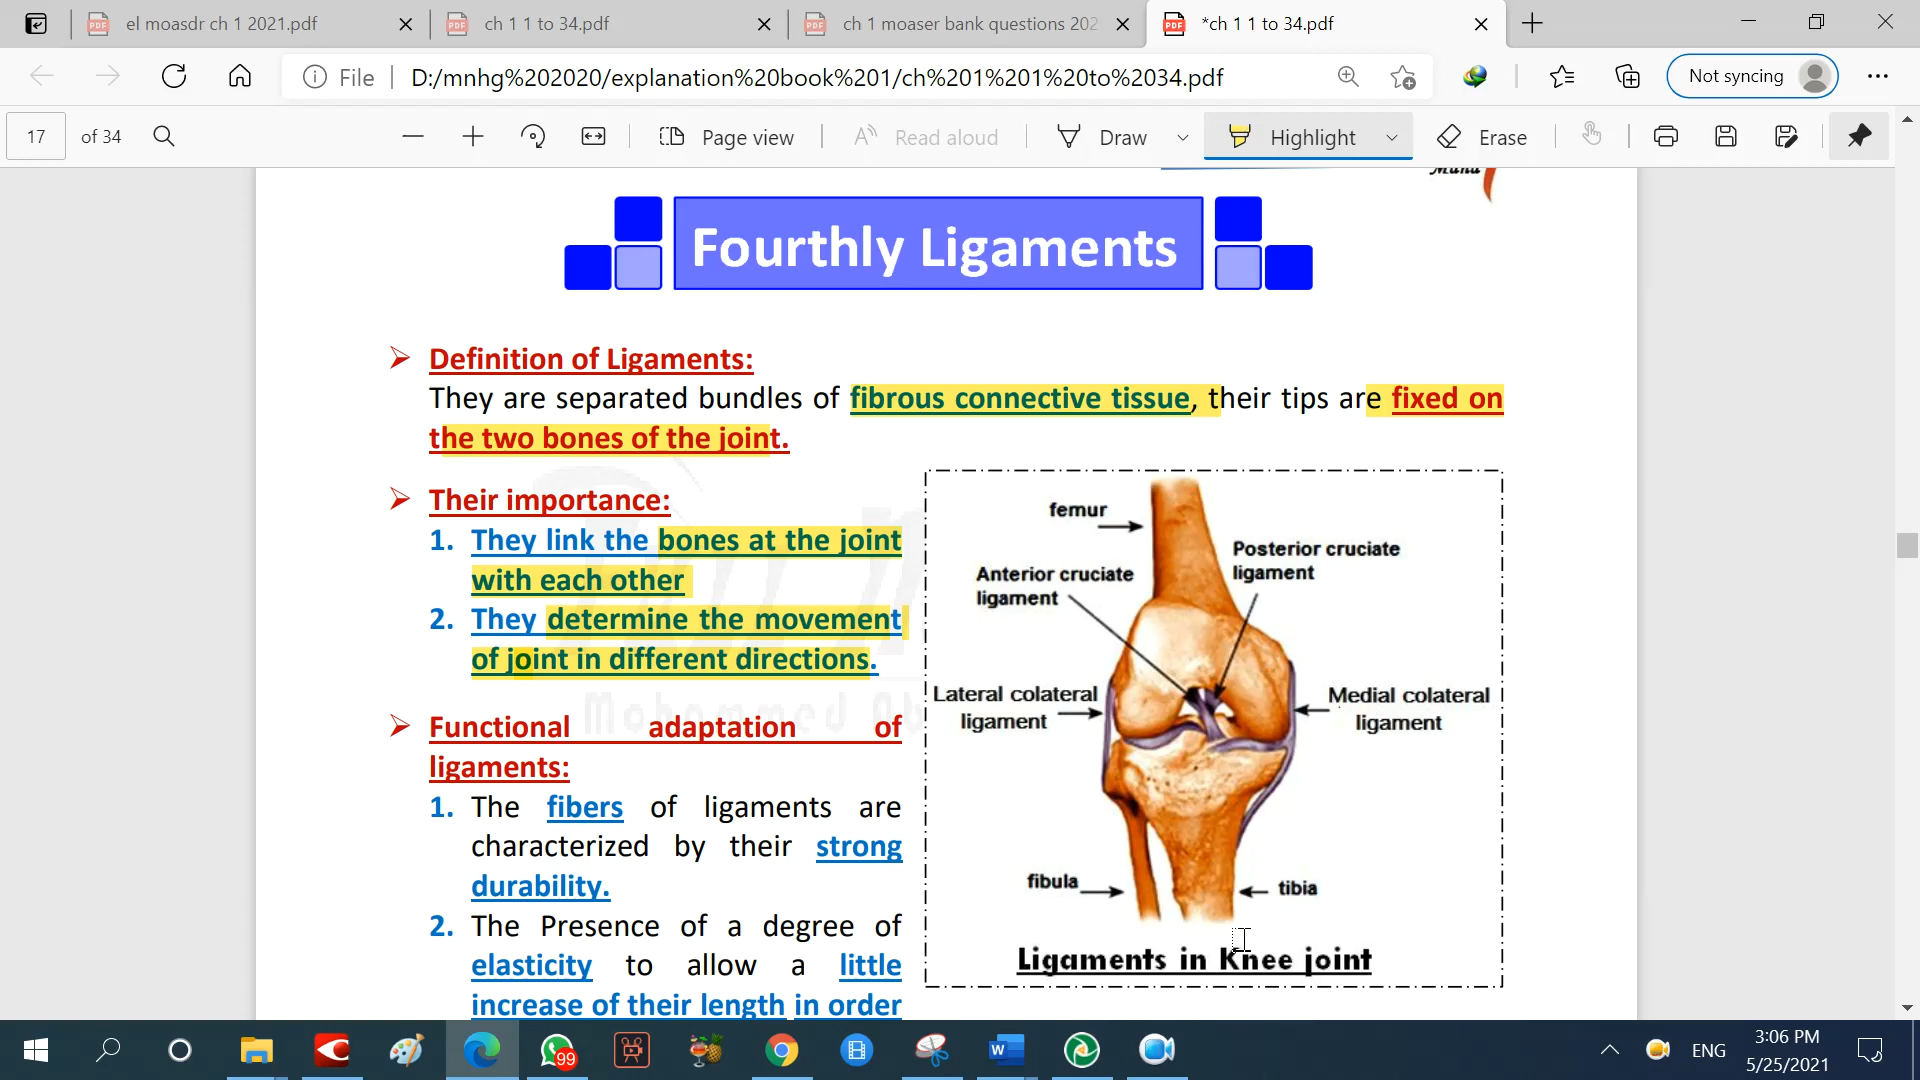 el moasdr ch 1 2021.pdf
ch 1 1 to 34.pdf
ch 1 moaser bank questions 202
*ch 1 1 to 34.pdf
File
D:/mnhg%202020/explanation%20book%201/ch%201%201%20to%2034.pdf
Not syncing
17
of 34
Page view
Read aloud
Draw
Highlight
Erase
Fourthly Ligaments
Definition of Ligaments:
They are separated bundles of fibrous connective tissue, their tips are fixed on
the two bones of the joint.
Their importance:
1. They link the bones at the joint
with each other
2. They determine the movement
of joint in different directions.
Functional adaptation of
ligaments:
1. The fibers of ligaments are
characterized by their strong
durability.
2. The Presence of a degree of
elasticity to allow a little
increase of their length in order
femur
Posterior cruciate
ligament
Anterior cruciate
ligament
Lateral colateral
ligament
Medial colateral
ligament
fibula
tibia
Ligaments in Knee joint
Mohammed
99
ENG
3:06 PM
5/25/2021